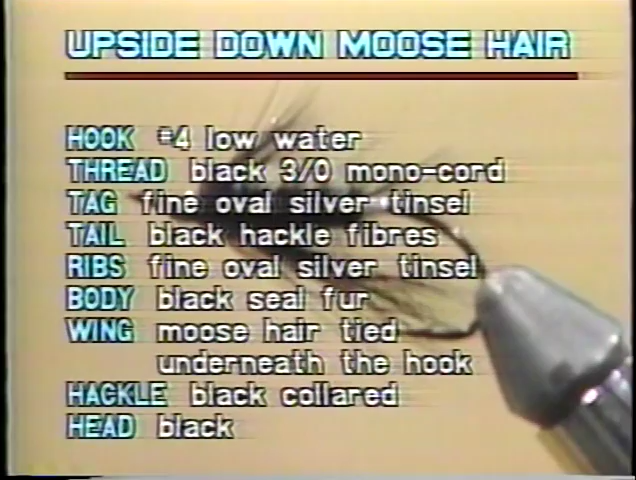 UPSIDE DOWN MOOSE HAIR
HOOK #4 low water
THREAD black 3/0 mono-cord
TAG fine oval silver tinsel
TAIL black hackle fibres
RIBS fine oval silver tinsel
BODY black seal fur
WING moose hair tied
underneath the hook
HACKLE black collared
HEAD black